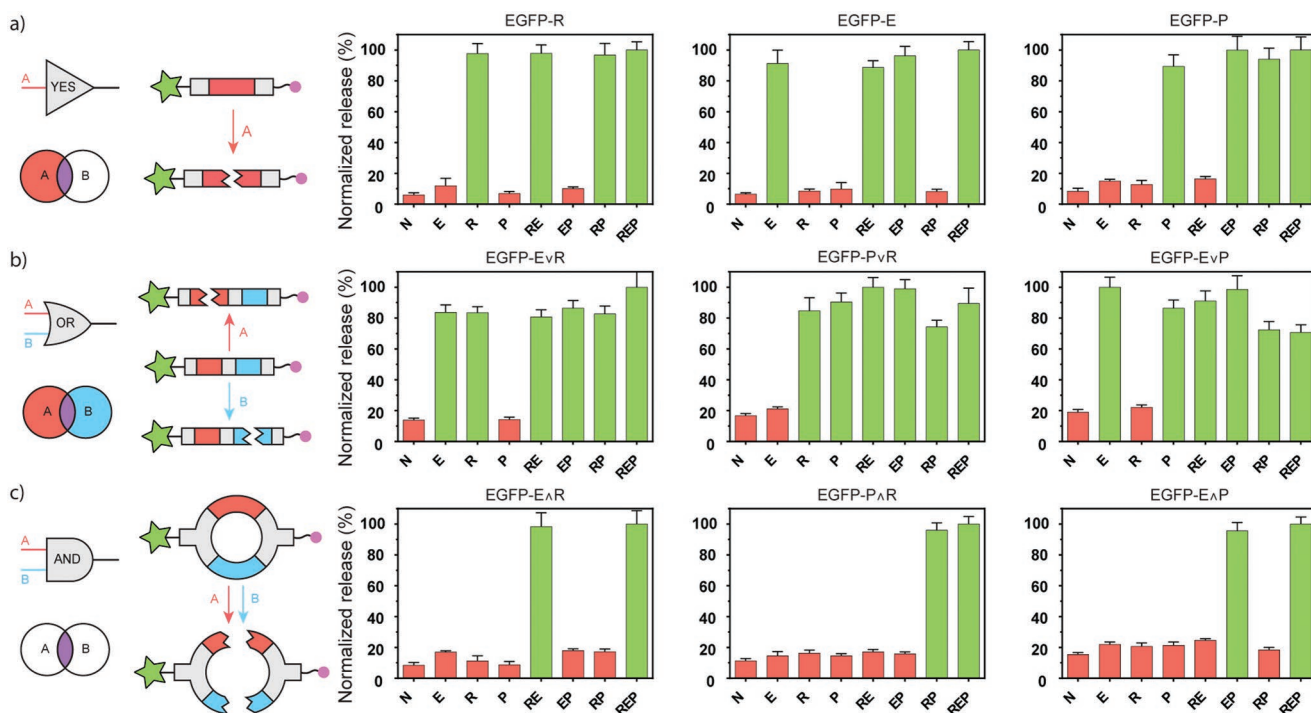 a)
A
YES
A
B
A
EGFP-R
Normalized release (%)
100
80
60
40
20
0
N E R P RE EP RP REP
EGFP-E
100
80
60
40
20
0
N E R P RE EP RP REP
EGFP-P
100
80
60
40
20
0
N E R P RE EP RP REP
b)
A
B
OR
A
B
A
B
EGFP-E∨R
Normalized release (%)
100
80
60
40
20
0
N E R P RE EP RP REP
EGFP-P∨R
100
80
60
40
20
0
N E R P RE EP RP REP
EGFP-E∨P
100
80
60
40
20
0
N E R P RE EP RP REP
c)
A
B
AND
A
B
A
B
EGFP-E∧R
Normalized release (%)
100
80
60
40
20
0
N E R P RE EP RP REP
EGFP-P∧R
100
80
60
40
20
0
N E R P RE EP RP REP
EGFP-E∧P
100
80
60
40
20
0
N E R P RE EP RP REP